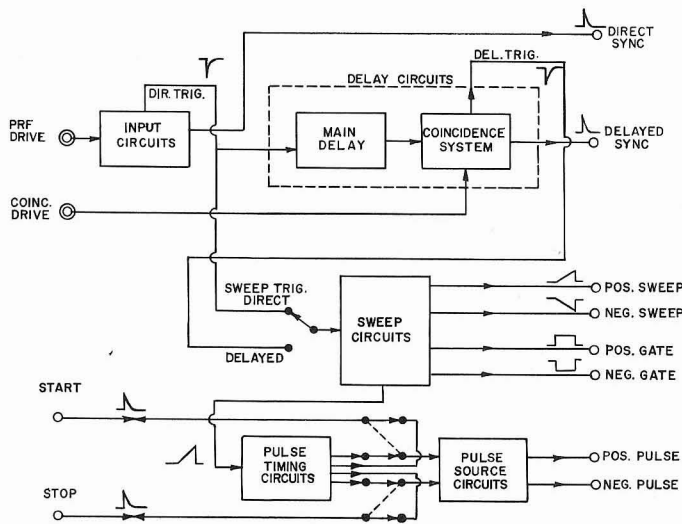 DIRECT
SYNC
DEL. TRIG.
DELAY CIRCUITS
DIR. TRIG.
PRF
DRIVE
INPUT
CIRCUITS
MAIN
DELAY
COINCIDENCE
SYSTEM
DELAYED
SYNC
COINC.
DRIVE
SWEEP TRIG.
DIRECT
DELAYED
SWEEP
CIRCUITS
POS. SWEEP
NEG. SWEEP
POS. GATE
NEG. GATE
START
STOP
PULSE
TIMING
CIRCUITS
PULSE
SOURCE
CIRCUITS
POS. PULSE
NEG. PULSE